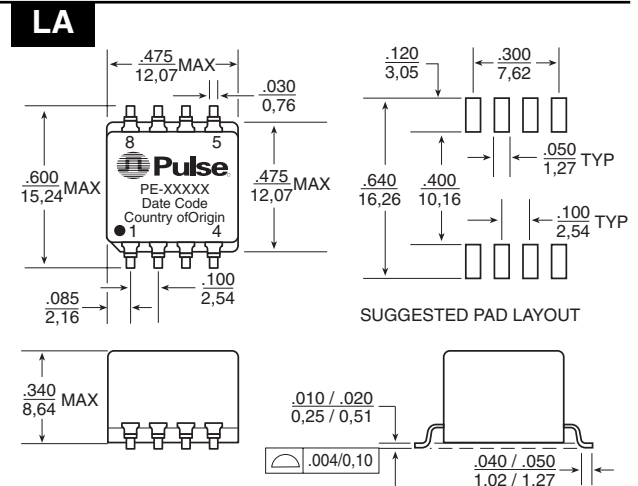 LA
.475
12,07 MAX
.030
0,76
8 5
Pulse
PE-XXXXX
Date Code
Country ofOrigin
1 4
.600
15,24 MAX
.475
12,07 MAX
.085
2,16
.100
2,54
.120
3,05
.300
7,62
.050
1,27 TYP
.640
16,26
.400
10,16
.100
2,54 TYP
SUGGESTED PAD LAYOUT
.340
8,64 MAX
.010 / .020
0,25 / 0,51
.004/0,10
.040 / .050
1.02 / 1.27